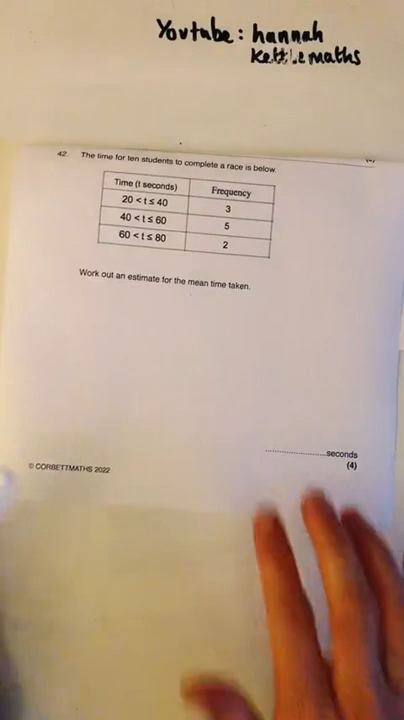 Youtube: hannah
kettlemaths
42. The time for ten students to complete a race is below.
Time (t seconds) Frequency
20 < t ≤ 40 3
40 < t ≤ 60 5
60 < t ≤ 80 2
Work out an estimate for the mean time taken.
..........................seconds
(4)
© CORBETTMATHS 2022